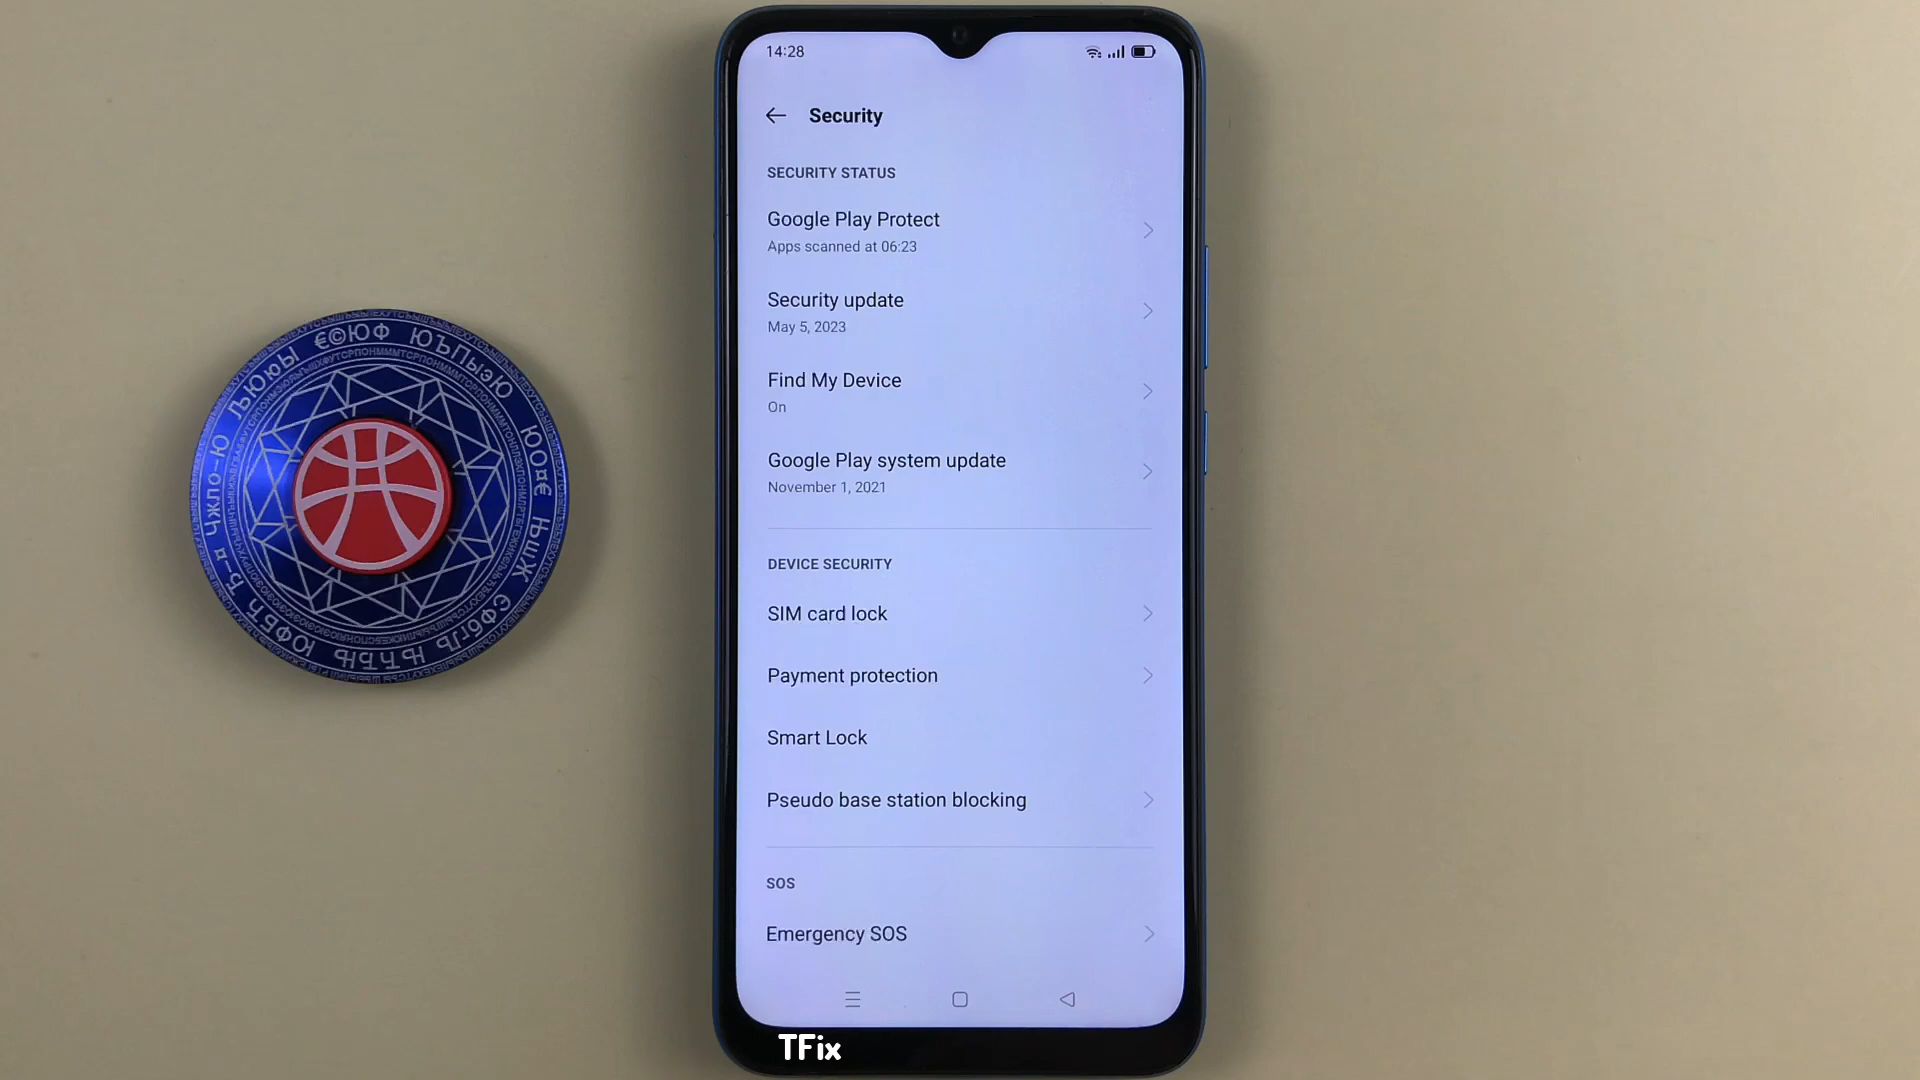 14:28
Security
SECURITY STATUS
Google Play Protect
Apps scanned at 06:23
Security update
May 5, 2023
Find My Device
On
Google Play system update
November 1, 2021
DEVICE SECURITY
SIM card lock
Payment protection
Smart Lock
Pseudo base station blocking
SOS
Emergency SOS
TFix